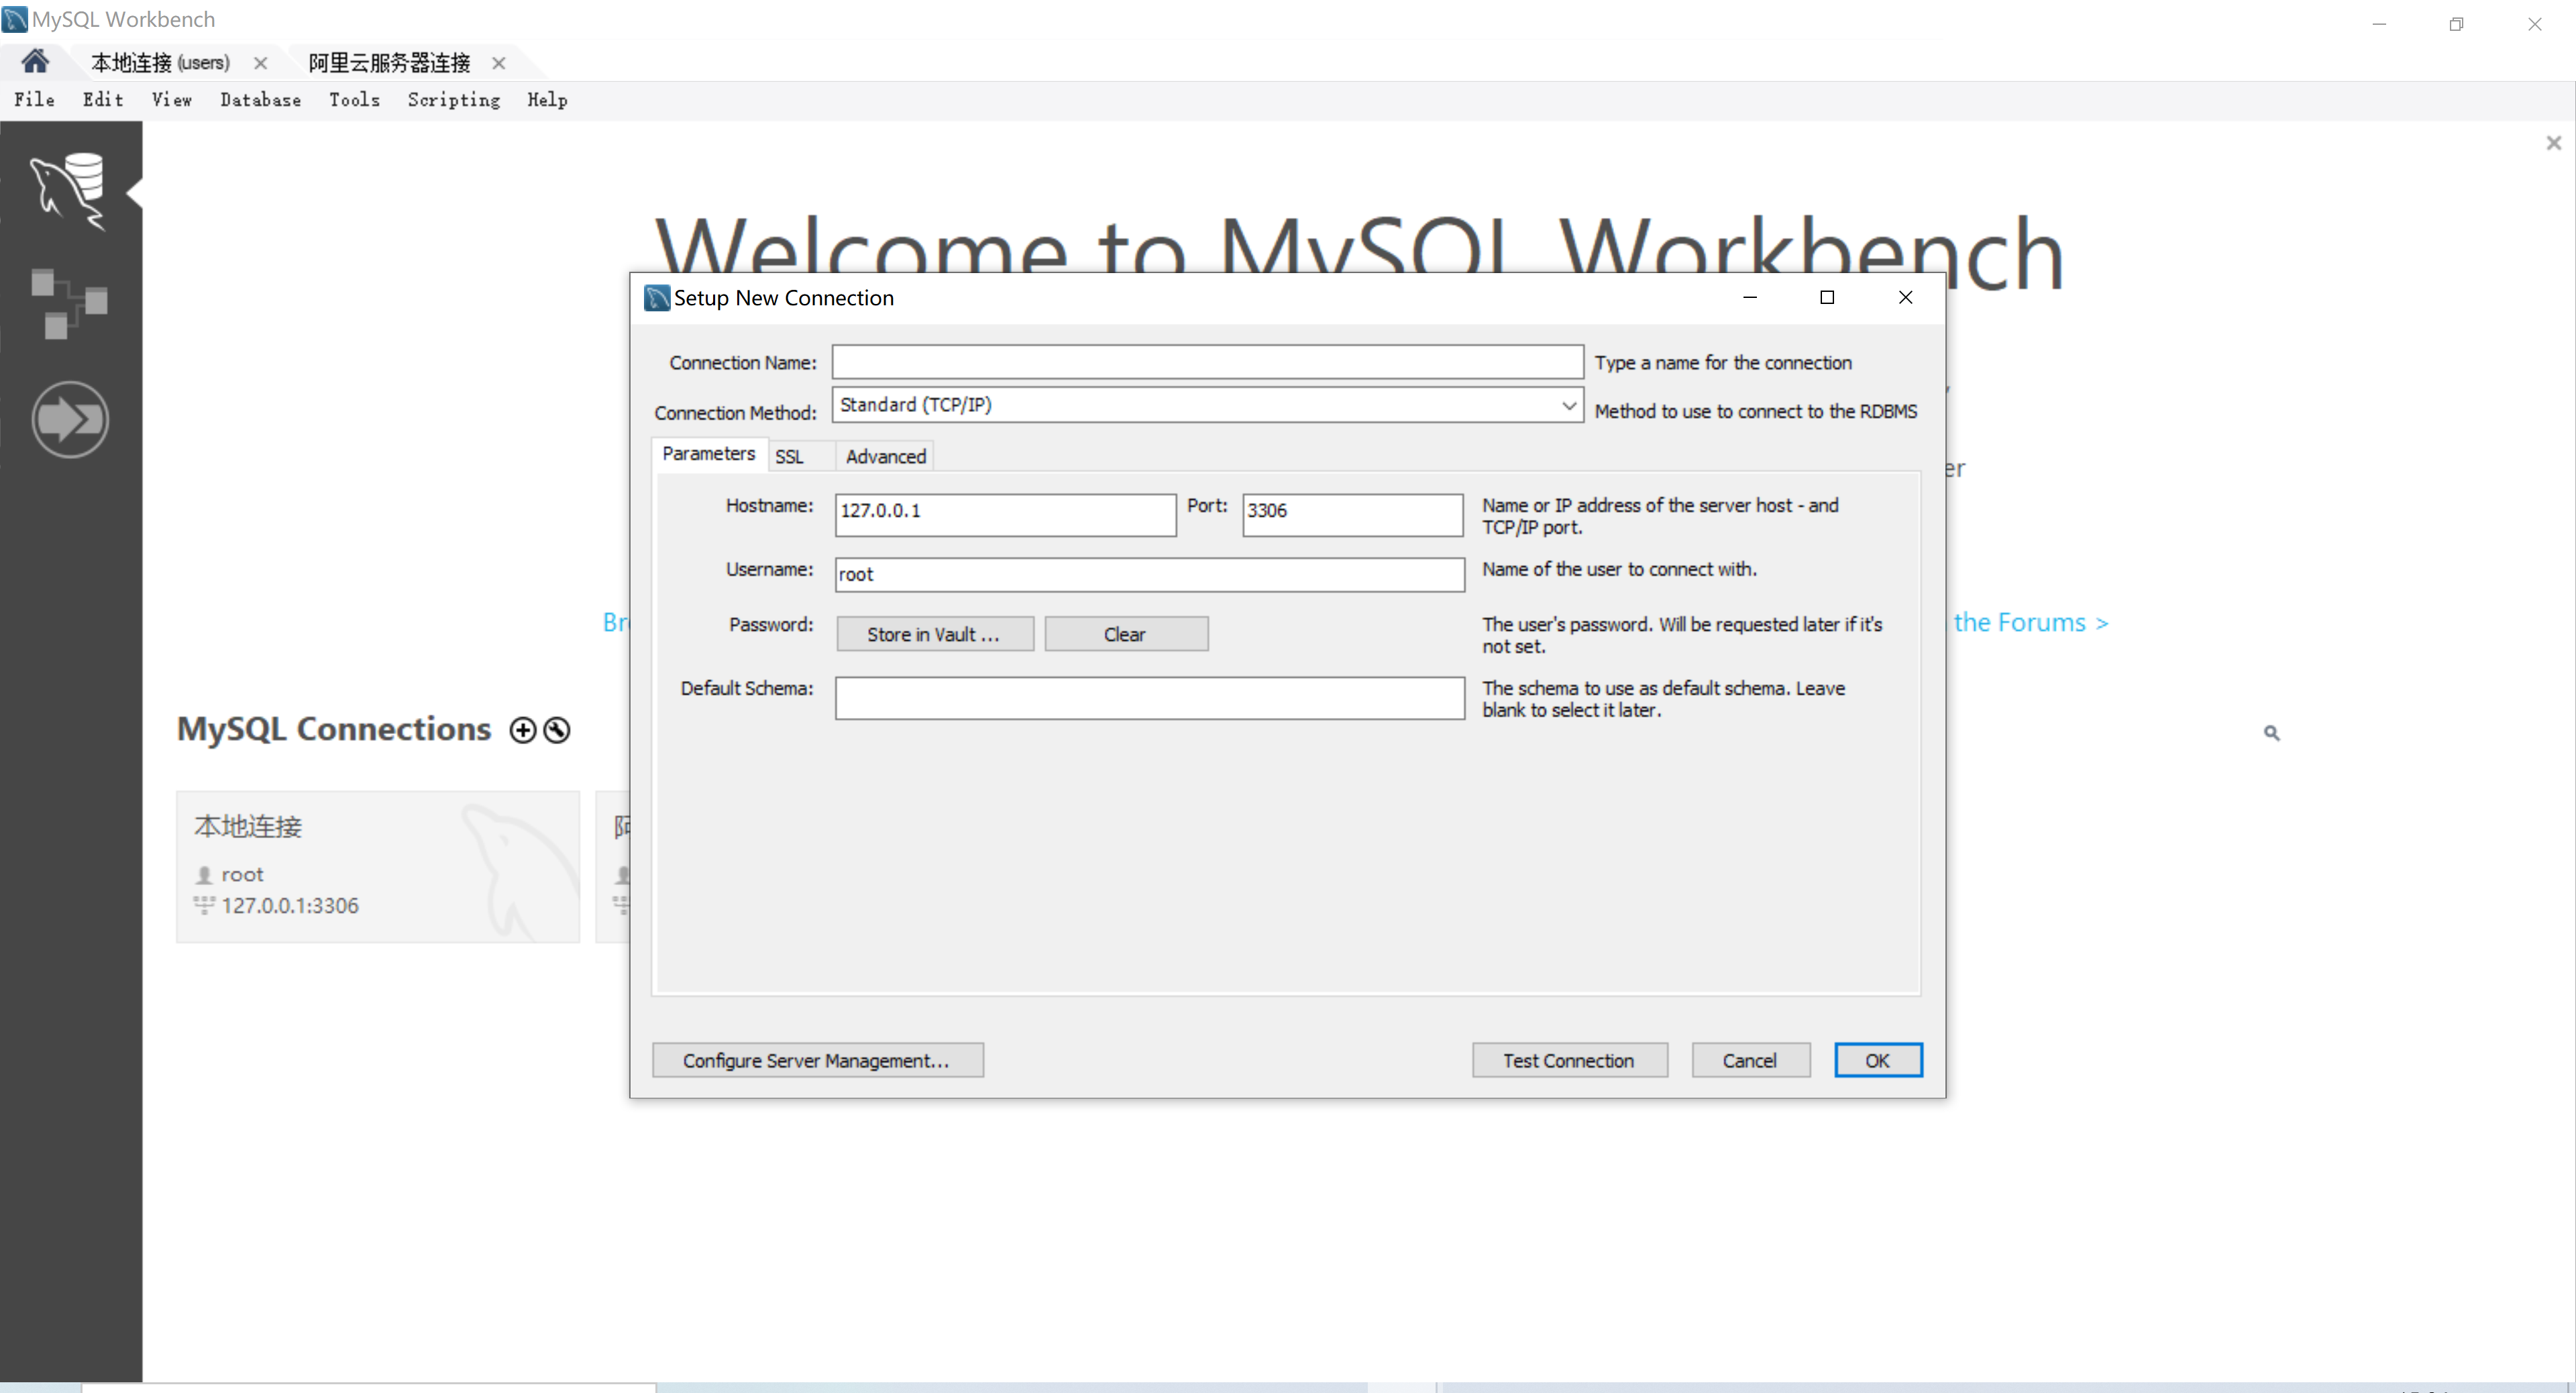 MySQL Workbench
本地连接 (users)
阿里云服务器连接
File Edit View Database Tools Scripting Help
Welcome to MySQL Workbench
Setup New Connection
Connection Name:
Type a name for the connection
Connection Method: Standard (TCP/IP)
Method to use to connect to the RDBMS
Parameters SSL Advanced
Hostname: 127.0.0.1 Port: 3306
Name or IP address of the server host - and
TCP/IP port.
Username: root
Name of the user to connect with.
Password: Store in Vault ... Clear
The user's password. Will be requested later if it's
not set.
the Forums >
Default Schema:
The schema to use as default schema. Leave
blank to select it later.
MySQL Connections
本地连接
root
127.0.0.1:3306
Configure Server Management...
Test Connection Cancel OK